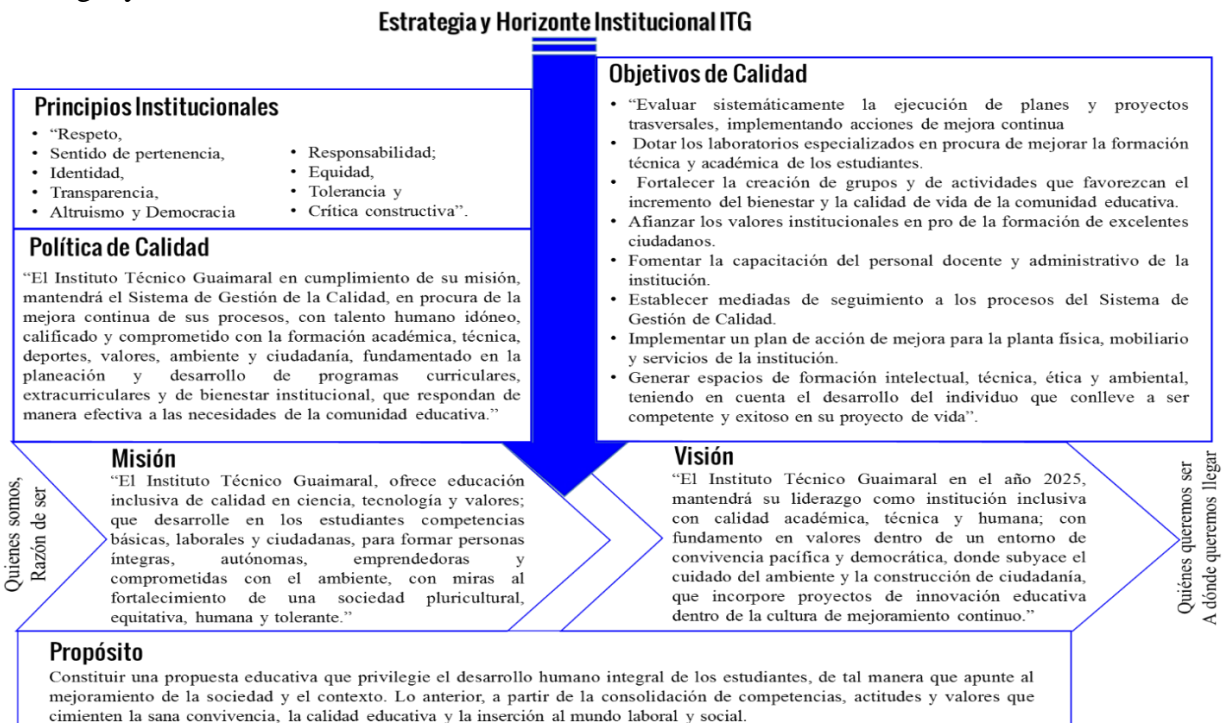 Estrategia y Horizonte Institucional ITG
Principios Institucionales
• “Respeto,
• Sentido de pertenencia,
• Identidad,
• Transparencia,
• Altruismo y Democracia
• Responsabilidad;
• Equidad,
• Tolerancia y
• Crítica constructiva”.
Política de Calidad
“El Instituto Técnico Guaimaral en cumplimiento de su misión,
mantendrá el Sistema de Gestión de la Calidad, en procura de la
mejora continua de sus procesos, con talento humano idóneo,
calificado y comprometido con la formación académica, técnica,
deportes, valores, ambiente y ciudadanía, fundamentado en la
planeación y desarrollo de programas curriculares,
extracurriculares y de bienestar institucional, que respondan de
manera efectiva a las necesidades de la comunidad educativa.”
Objetivos de Calidad
• “Evaluar sistemáticamente la ejecución de planes y proyectos
trasversales, implementando acciones de mejora continua
• Dotar los laboratorios especializados en procura de mejorar la formación
técnica y académica de los estudiantes.
• Fortalecer la creación de grupos y de actividades que favorezcan el
incremento del bienestar y la calidad de vida de la comunidad educativa.
• Afianzar los valores institucionales en pro de la formación de excelentes
ciudadanos.
• Fomentar la capacitación del personal docente y administrativo de la
institución.
• Establecer mediadas de seguimiento a los procesos del Sistema de
Gestión de Calidad.
• Implementar un plan de acción de mejora para la planta física, mobiliario
y servicios de la institución.
• Generar espacios de formación intelectual, técnica, ética y ambiental,
teniendo en cuenta el desarrollo del individuo que conlleve a ser
competente y exitoso en su proyecto de vida”.
Quienes somos,
Razón de ser
Misión
“El Instituto Técnico Guaimaral, ofrece educación
inclusiva de calidad en ciencia, tecnología y valores;
que desarrolle en los estudiantes competencias
básicas, laborales y ciudadanas, para formar personas
íntegras, autónomas, emprendedoras y
comprometidas con el ambiente, con miras al
fortalecimiento de una sociedad pluricultural,
equitativa, humana y tolerante.”
Visión
“El Instituto Técnico Guaimaral en el año 2025,
mantendrá su liderazgo como institución inclusiva
con calidad académica, técnica y humana; con
fundamento en valores dentro de un entorno de
convivencia pacífica y democrática, donde subyace el
cuidado del ambiente y la construcción de ciudadanía,
que incorpore proyectos de innovación educativa
dentro de la cultura de mejoramiento continuo.”
Quiénes queremos ser
A dónde queremos llegar
Propósito
Constituir una propuesta educativa que privilegie el desarrollo humano integral de los estudiantes, de tal manera que apunte al
mejoramiento de la sociedad y el contexto. Lo anterior, a partir de la consolidación de competencias, actitudes y valores que
cimienten la sana convivencia, la calidad educativa y la inserción al mundo laboral y social.